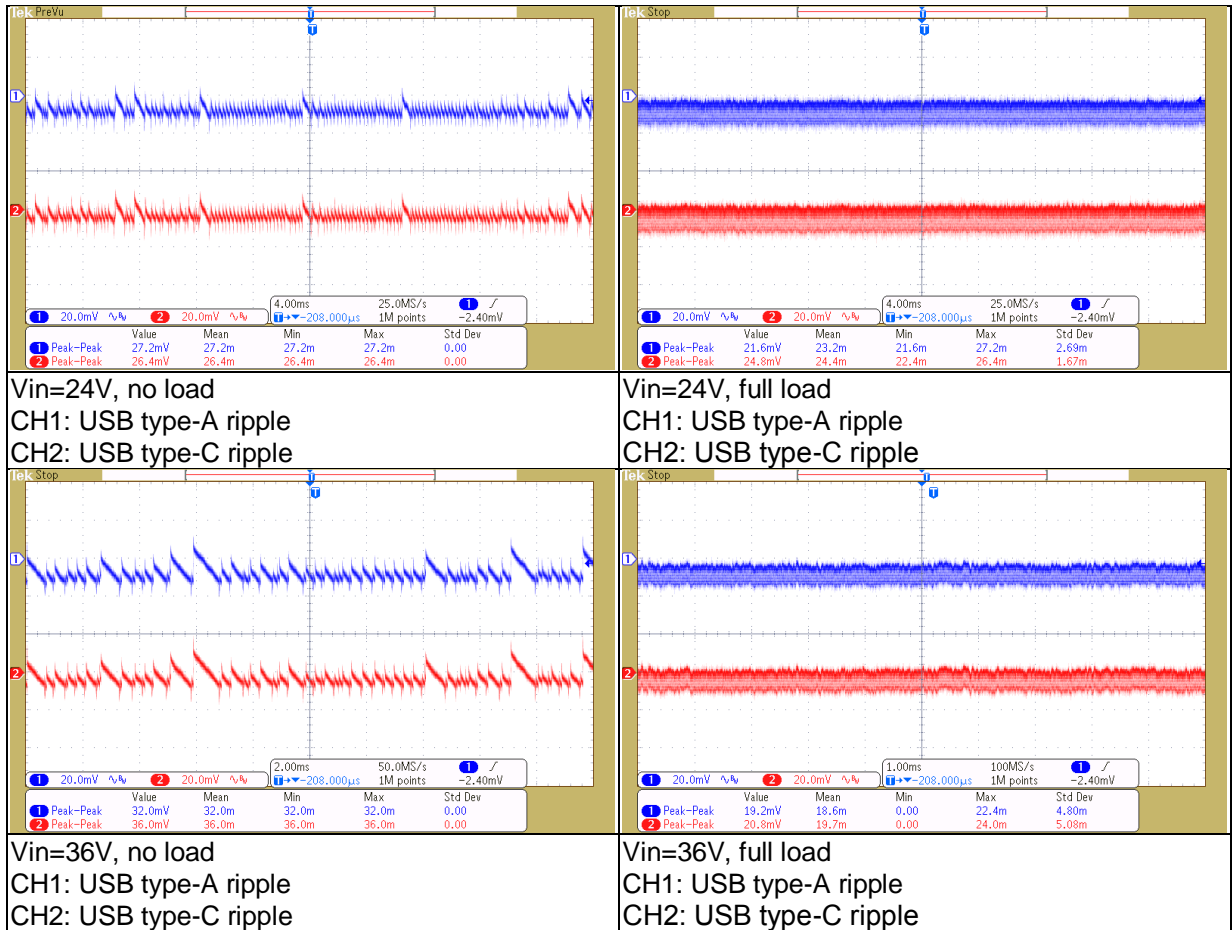 Tek PreVu
T
T
1
2
4.00ms 25.0MS/s 1 /
1 20.0mV 2 20.0mV T→▼-208.000µs 1M points -2.40mV
Value Mean Min Max Std Dev
1 Peak-Peak 27.2mV 27.2m 27.2m 27.2m 0.00
2 Peak-Peak 26.4mV 26.4m 26.4m 26.4m 0.00
Vin=24V, no load
CH1: USB type-A ripple
CH2: USB type-C ripple
Tek Stop
T
T
1
2
4.00ms 25.0MS/s 1 /
1 20.0mV 2 20.0mV T→▼-208.000µs 1M points -2.40mV
Value Mean Min Max Std Dev
1 Peak-Peak 21.6mV 23.2m 21.6m 27.2m 2.69m
2 Peak-Peak 24.8mV 24.4m 22.4m 26.4m 1.67m
Vin=24V, full load
CH1: USB type-A ripple
CH2: USB type-C ripple
Tek Stop
T
T
1
2
2.00ms 50.0MS/s 1 /
1 20.0mV 2 20.0mV T→▼-208.000µs 1M points -2.40mV
Value Mean Min Max Std Dev
1 Peak-Peak 32.0mV 32.0m 32.0m 32.0m 0.00
2 Peak-Peak 36.0mV 36.0m 36.0m 36.0m 0.00
Vin=36V, no load
CH1: USB type-A ripple
CH2: USB type-C ripple
Tek Stop
T
T
1
2
1.00ms 100MS/s 1 /
1 20.0mV 2 20.0mV T→▼-208.000µs 1M points -2.40mV
Value Mean Min Max Std Dev
1 Peak-Peak 19.2mV 18.6m 0.00 22.4m 4.80m
2 Peak-Peak 20.8mV 19.7m 0.00 24.0m 5.08m
Vin=36V, full load
CH1: USB type-A ripple
CH2: USB type-C ripple